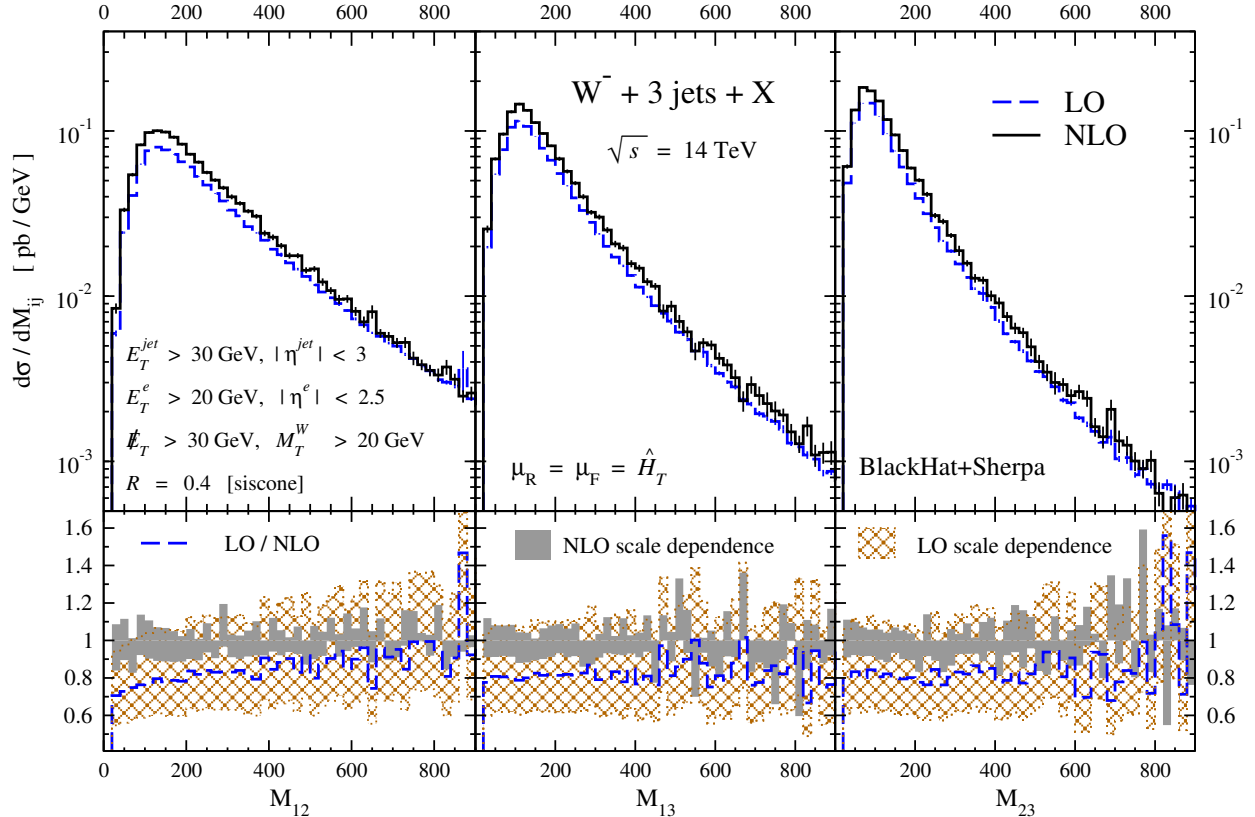 0 200 400 600 800 200 400 600 800 200 400 600 800
W⁻ + 3 jets + X
√s = 14 TeV
LO
NLO
10⁻¹
10⁻²
10⁻³
10⁻¹
10⁻²
10⁻³
dσ / dM_ij [ pb / GeV ]
E_T^jet > 30 GeV, | η^jet | < 3
E_T^e > 20 GeV, | η^e | < 2.5
E̸_T > 30 GeV, M_T^W > 20 GeV
R = 0.4 [siscone]
μ_R = μ_F = Ĥ_T
BlackHat+Sherpa
LO / NLO
NLO scale dependence
LO scale dependence
1.6
1.4
1.2
1
0.8
0.6
1.6
1.4
1.2
1
0.8
0.6
0 200 400 600 800 200 400 600 800 200 400 600 800
M₁₂ M₁₃ M₂₃